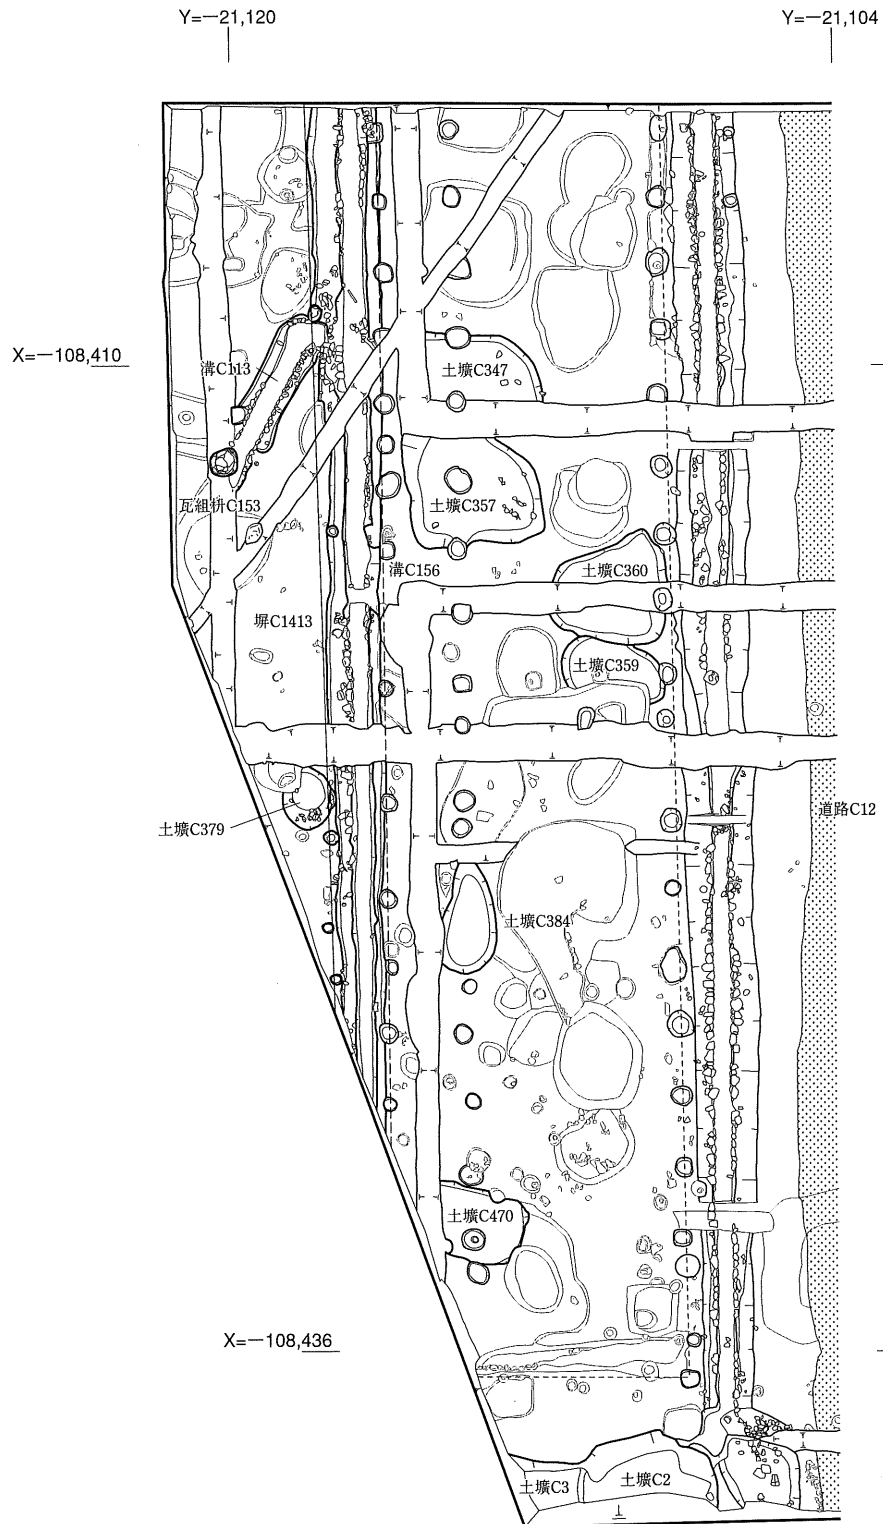 Y=－21,120
Y=－21,104
X=－108,410
溝C113
土壙C347
瓦組枡C153
土壙C357
溝C156
土壙C360
塀C1413
土壙C359
土壙C379
道路C12
土壙C384
土壙C470
X=－108,436
土壙C3
土壙C2